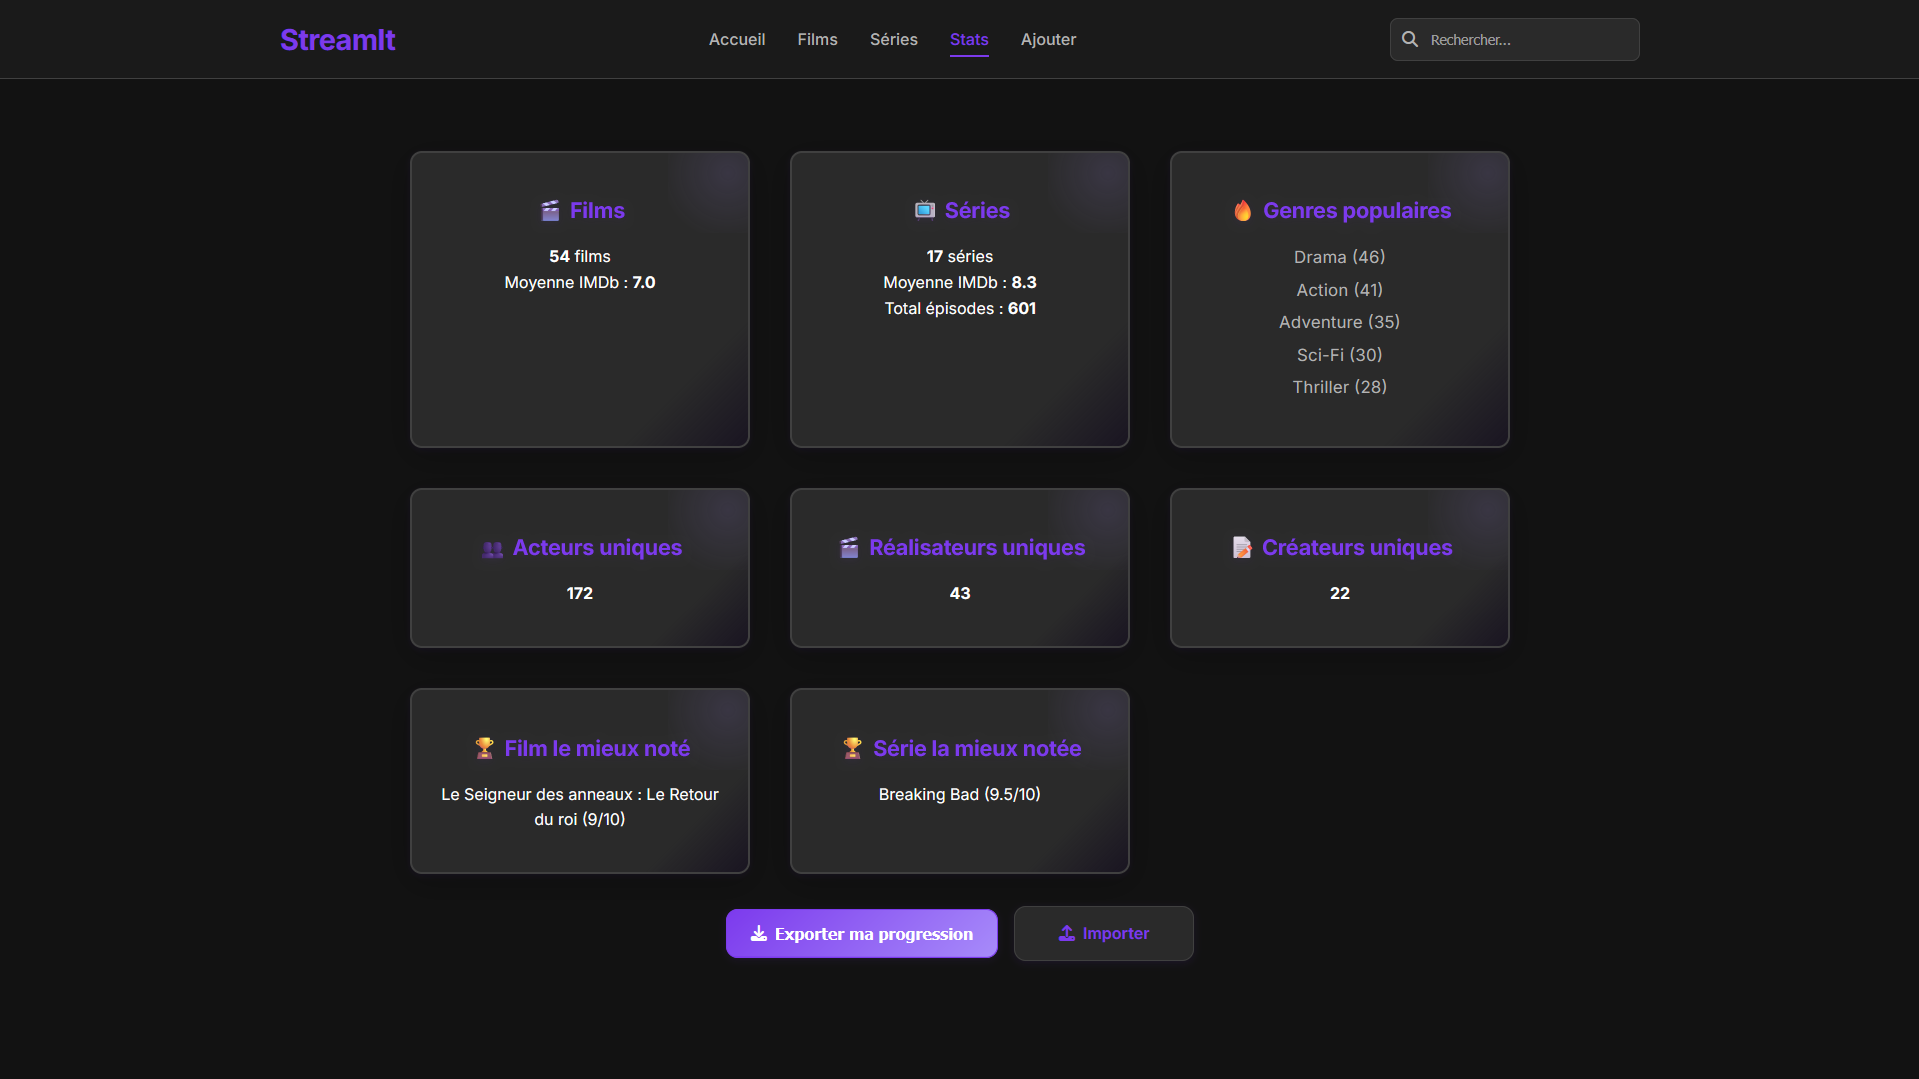 StreamIt
Accueil
Films
Séries
Stats
Ajouter
Rechercher...
Films
54 films
Moyenne IMDb : 7.0
Séries
17 séries
Moyenne IMDb : 8.3
Total épisodes : 601
Genres populaires
Drama (46)
Action (41)
Adventure (35)
Sci-Fi (30)
Thriller (28)
Acteurs uniques
172
Réalisateurs uniques
43
Créateurs uniques
22
Film le mieux noté
Le Seigneur des anneaux : Le Retour
du roi (9/10)
Série la mieux notée
Breaking Bad (9.5/10)
Exporter ma progression
Importer